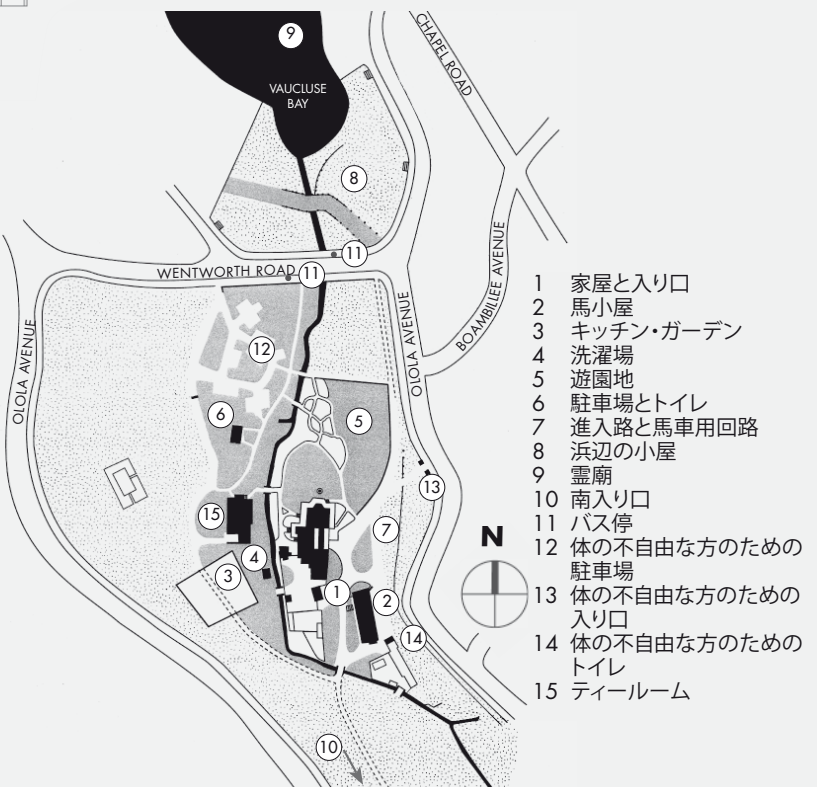 9
VAUCLUSE
BAY
CHAPEL ROAD
8
11
WENTWORTH ROAD
11
BOAMBILLEE AVENUE
OLOLA AVENUE
OLOLA AVENUE
12
6
5
13
15
7
4
3
1
2
14
10
N
1 家屋と入り口
2 馬小屋
3 キッチン・ガーデン
4 洗濯場
5 遊園地
6 駐車場とトイレ
7 進入路と馬車用回路
8 浜辺の小屋
9 霊廟
10 南入り口
11 バス停
12 体の不自由な方のための
駐車場
13 体の不自由な方のための
入り口
14 体の不自由な方のための
トイレ
15 ティールーム